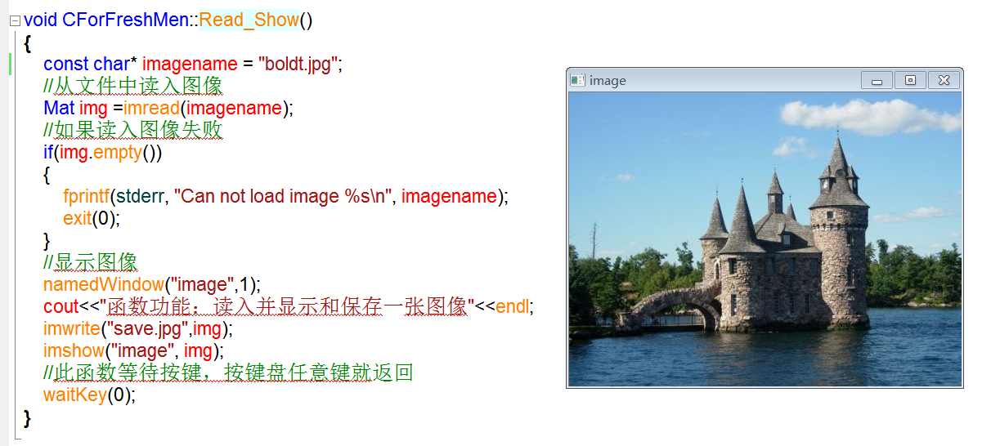 void CForFreshMen::Read_Show()
{
const char* imagename = "boldt.jpg";
//从文件中读入图像
Mat img =imread(imagename);
//如果读入图像失败
if(img.empty())
{
fprintf(stderr, "Can not load image %s\n", imagename);
exit(0);
}
//显示图像
namedWindow("image",1);
cout<<"函数功能：读入并显示和保存一张图像"<<endl;
imwrite("save.jpg",img);
imshow("image", img);
//此函数等待按键，按键盘任意键就返回
waitKey(0);
}
image